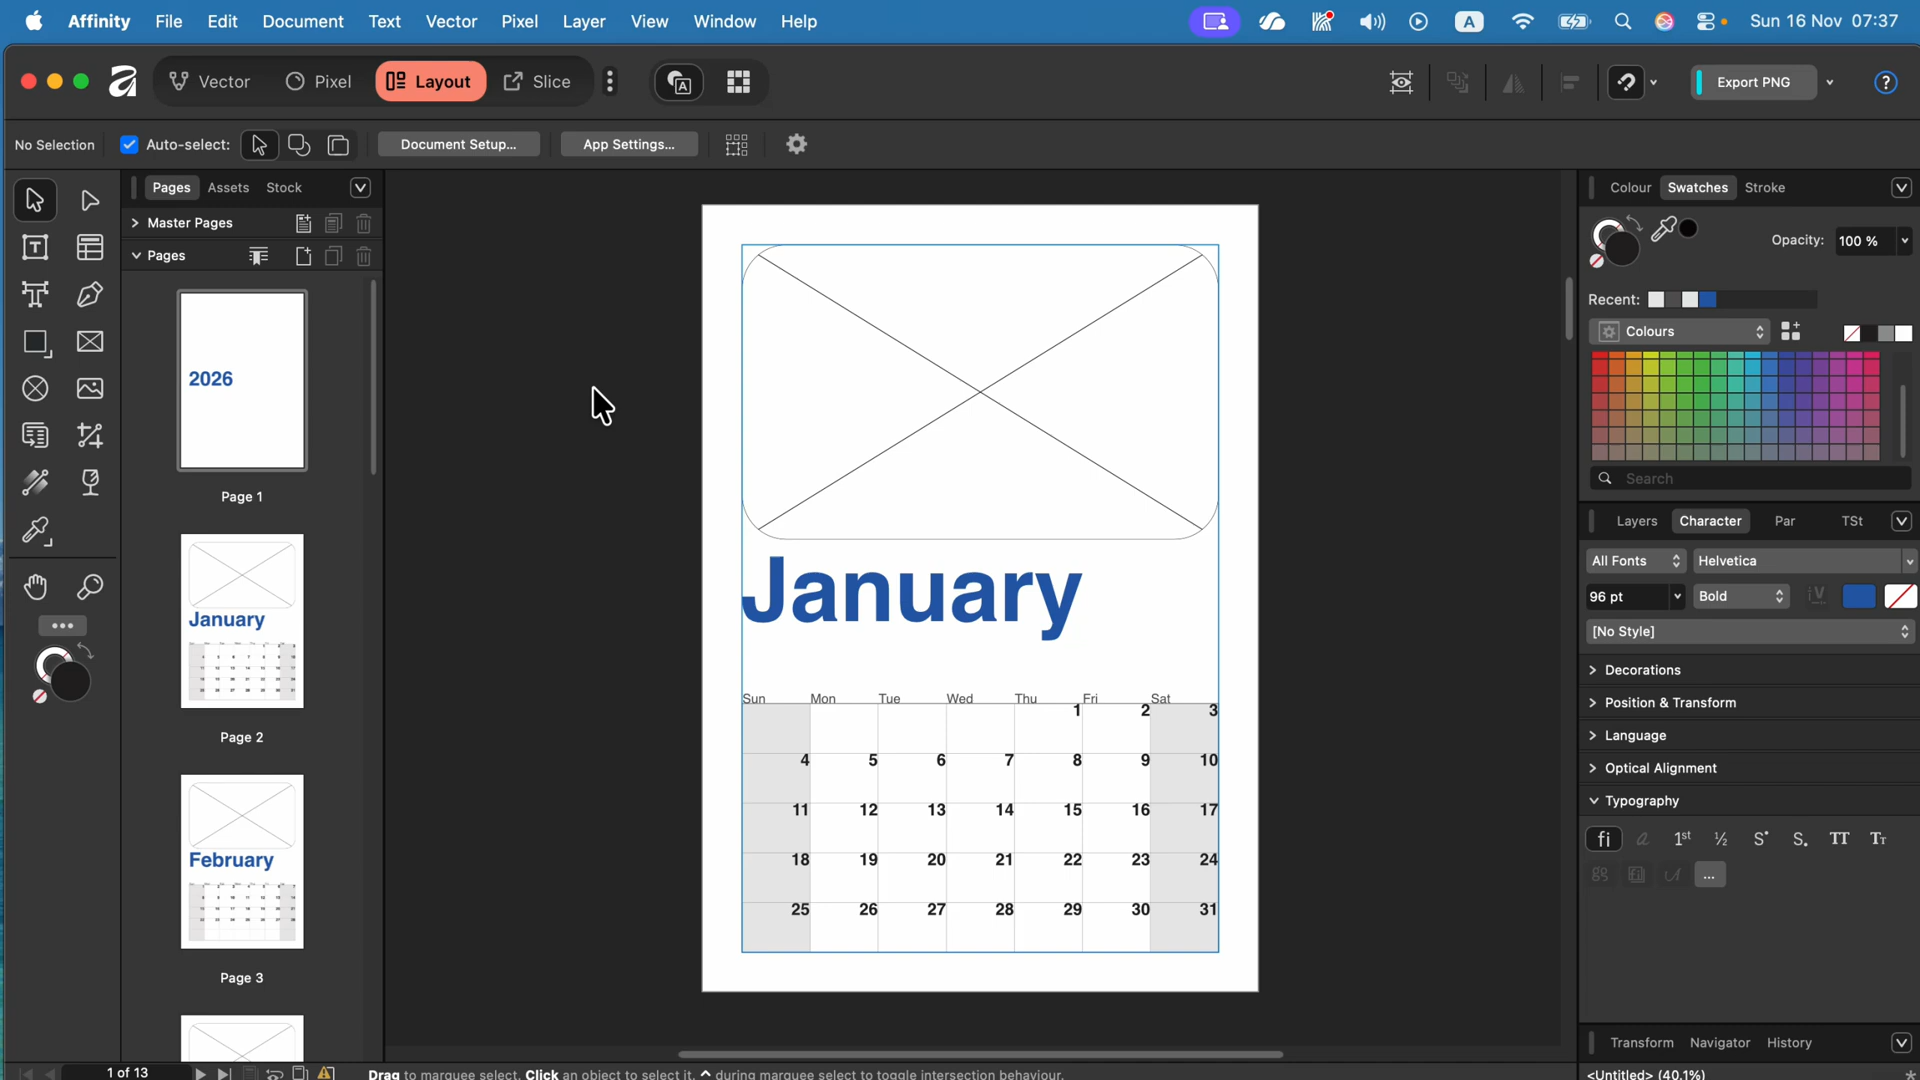 Affinity File Edit Document Text Vector Pixel Layer View Window Help A Sun 16 Nov 07:37
Vector Pixel Layout Slice Export PNG ?
No Selection Auto-select: Document Setup... App Settings...
Pages Assets Stock
Master Pages
Pages
2026
Page 1
January
Page 2
February
Page 3
1 of 13
January
Sun Mon Tue Wed Thu Fri Sat
1 2 3
4 5 6 7 8 9 10
11 12 13 14 15 16 17
18 19 20 21 22 23 24
25 26 27 28 29 30 31
Drag to marquee select. Click an object to select it. ^ during marquee select to toggle intersection behaviour.
Colour Swatches Stroke
Opacity: 100 %
Recent:
Colours
Search
Layers Character Par TSt
All Fonts Helvetica
96 pt Bold
[No Style]
Decorations
Position & Transform
Language
Optical Alignment
Typography
fi a 1st ½ S S TT Tt
...
Transform Navigator History
<Untitled> (40.1%)